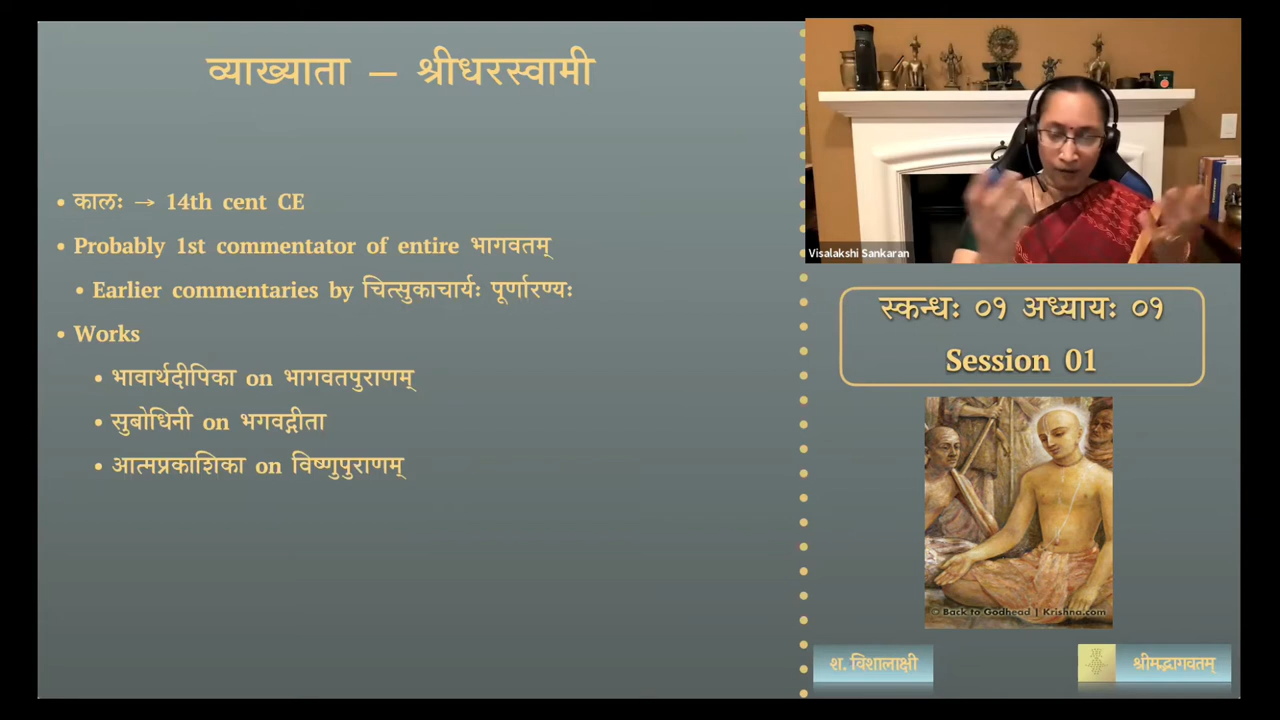 व्याख्याता – श्रीधरस्वामी
• कालः → 14th cent CE
• Probably 1st commentator of entire भागवतम्
• Earlier commentaries by चित्सुकाचार्यः पूर्णारण्यः
• Works
• भावार्थदीपिका on भागवतपुराणम्
• सुबोधिनी on भगवद्गीता
• आत्मप्रकाशिका on विष्णुपुराणम्
Visalakshi Sankaran
स्कन्धः ०१ अध्यायः ०१
Session 01
© Back to Godhead | Krishna.com
श. विशालाक्षी
श्रीमद्भागवतम्